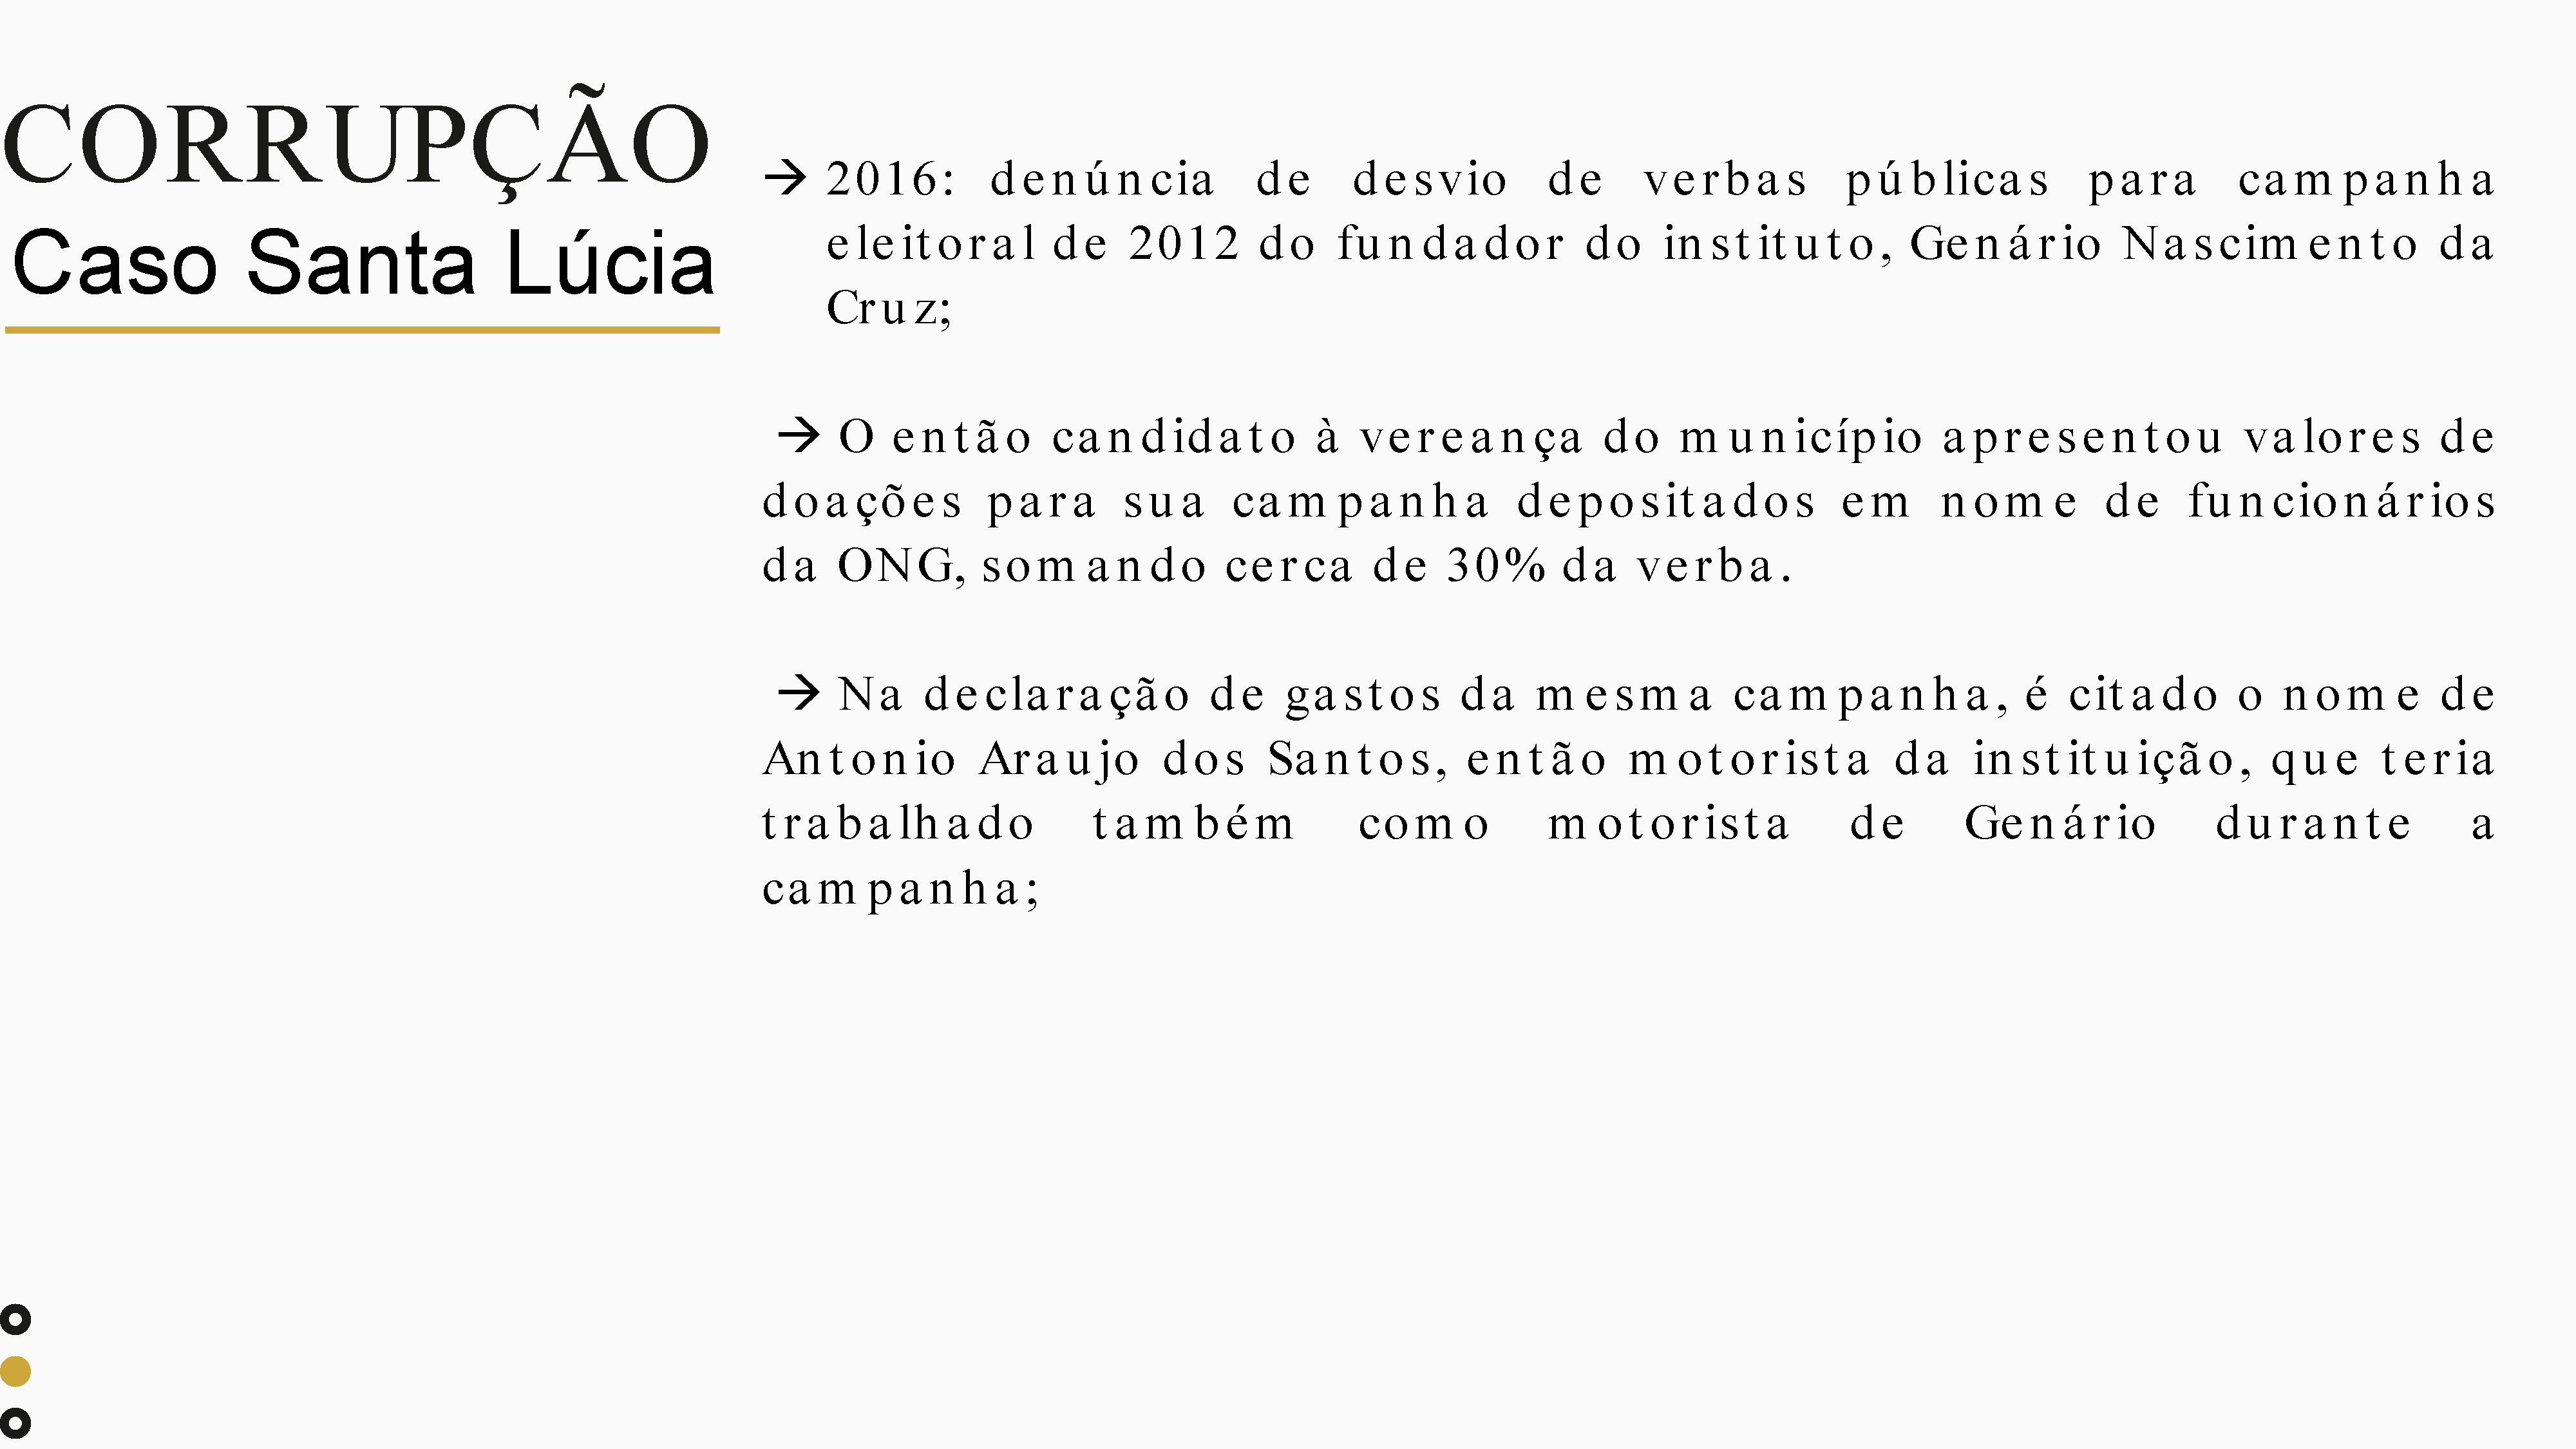 CORRUPÇÃO
Caso Santa Lúcia
→ 2016: denúncia de desvio de verbas públicas para campanha
eleitoral de 2012 do fundador do instituto, Genário Nascimento da
Cruz;
→ O então candidato à vereança do município apresentou valores de
doações para sua campanha depositados em nome de funcionários
da ONG, somando cerca de 30% da verba.
→ Na declaração de gastos da mesma campanha, é citado o nome de
Antonio Araujo dos Santos, então motorista da instituição, que teria
trabalhado também como motorista de Genário durante a
campanha;